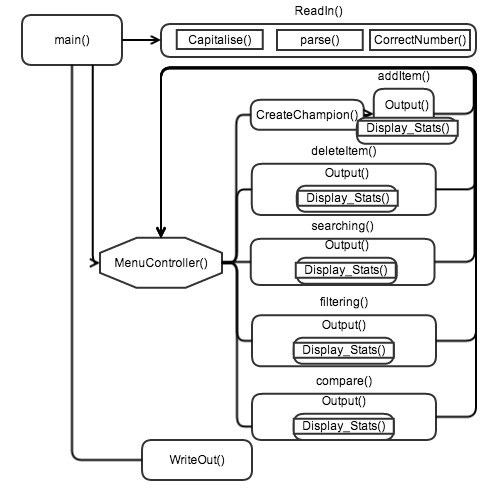 ReadIn()
main()
Capitalise()
parse()
CorrectNumber()
addItem()
CreateChampion()
Output()
Display_Stats()
deleteItem()
Output()
Display_Stats()
searching()
Output()
MenuController()
Display_Stats()
filtering()
Output()
Display_Stats()
compare()
Output()
Display_Stats()
WriteOut()